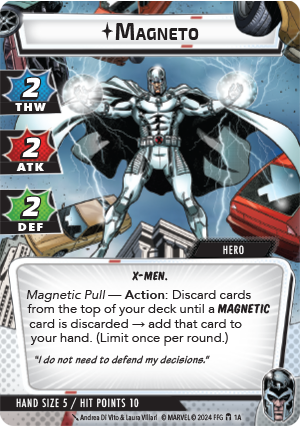 Magneto
2
THW
2
ATK
2
DEF
HERO
X-MEN.
Magnetic Pull — Action: Discard cards
from the top of your deck until a MAGNETIC
card is discarded → add that card to
your hand. (Limit once per round.)
"I do not need to defend my decisions."
HAND SIZE 5 / HIT POINTS 10
Andrea Di Vito & Laura Villari © MARVEL © 2024 FFG 1A